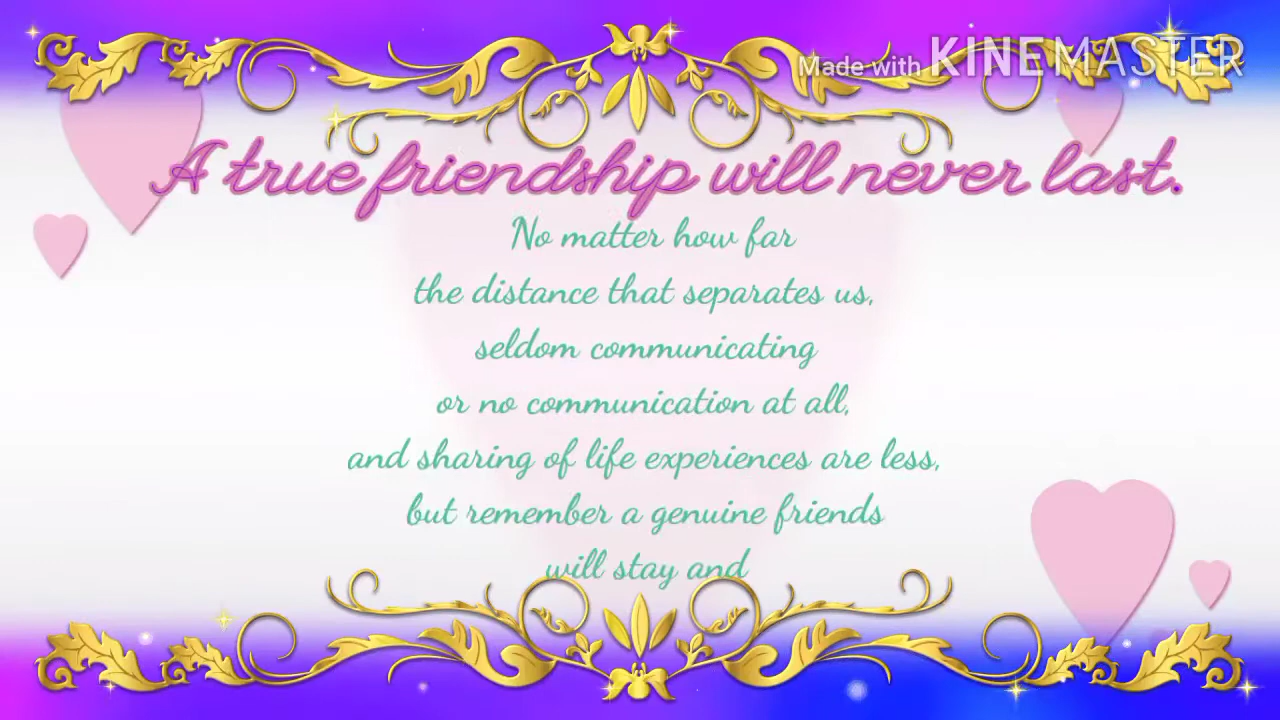 Made with KINEMASTER
A true friendship will never last.
No matter how far
the distance that separates us,
seldom communicating
or no communication at all,
and sharing of life experiences are less,
but remember a genuine friends
will stay and